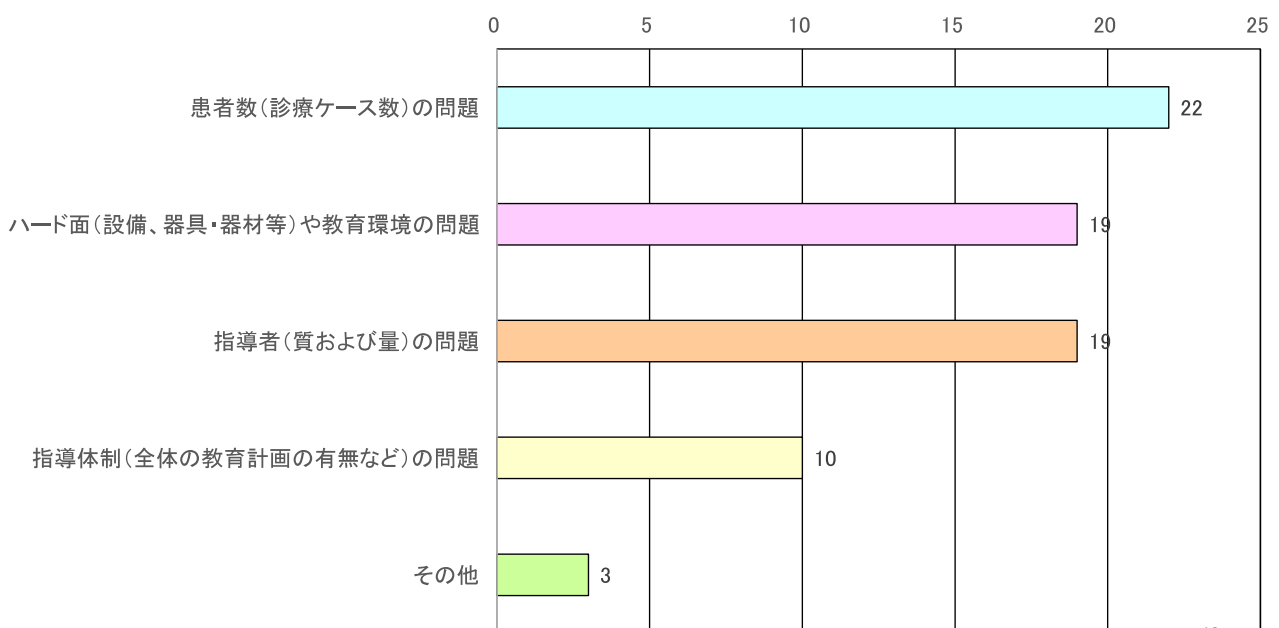 0 5 10 15 20 25
患者数（診療ケース数）の問題 22
ハード面（設備、器具・器材等）や教育環境の問題 19
指導者（質および量）の問題 19
指導体制（全体の教育計画の有無など）の問題 10
その他 3